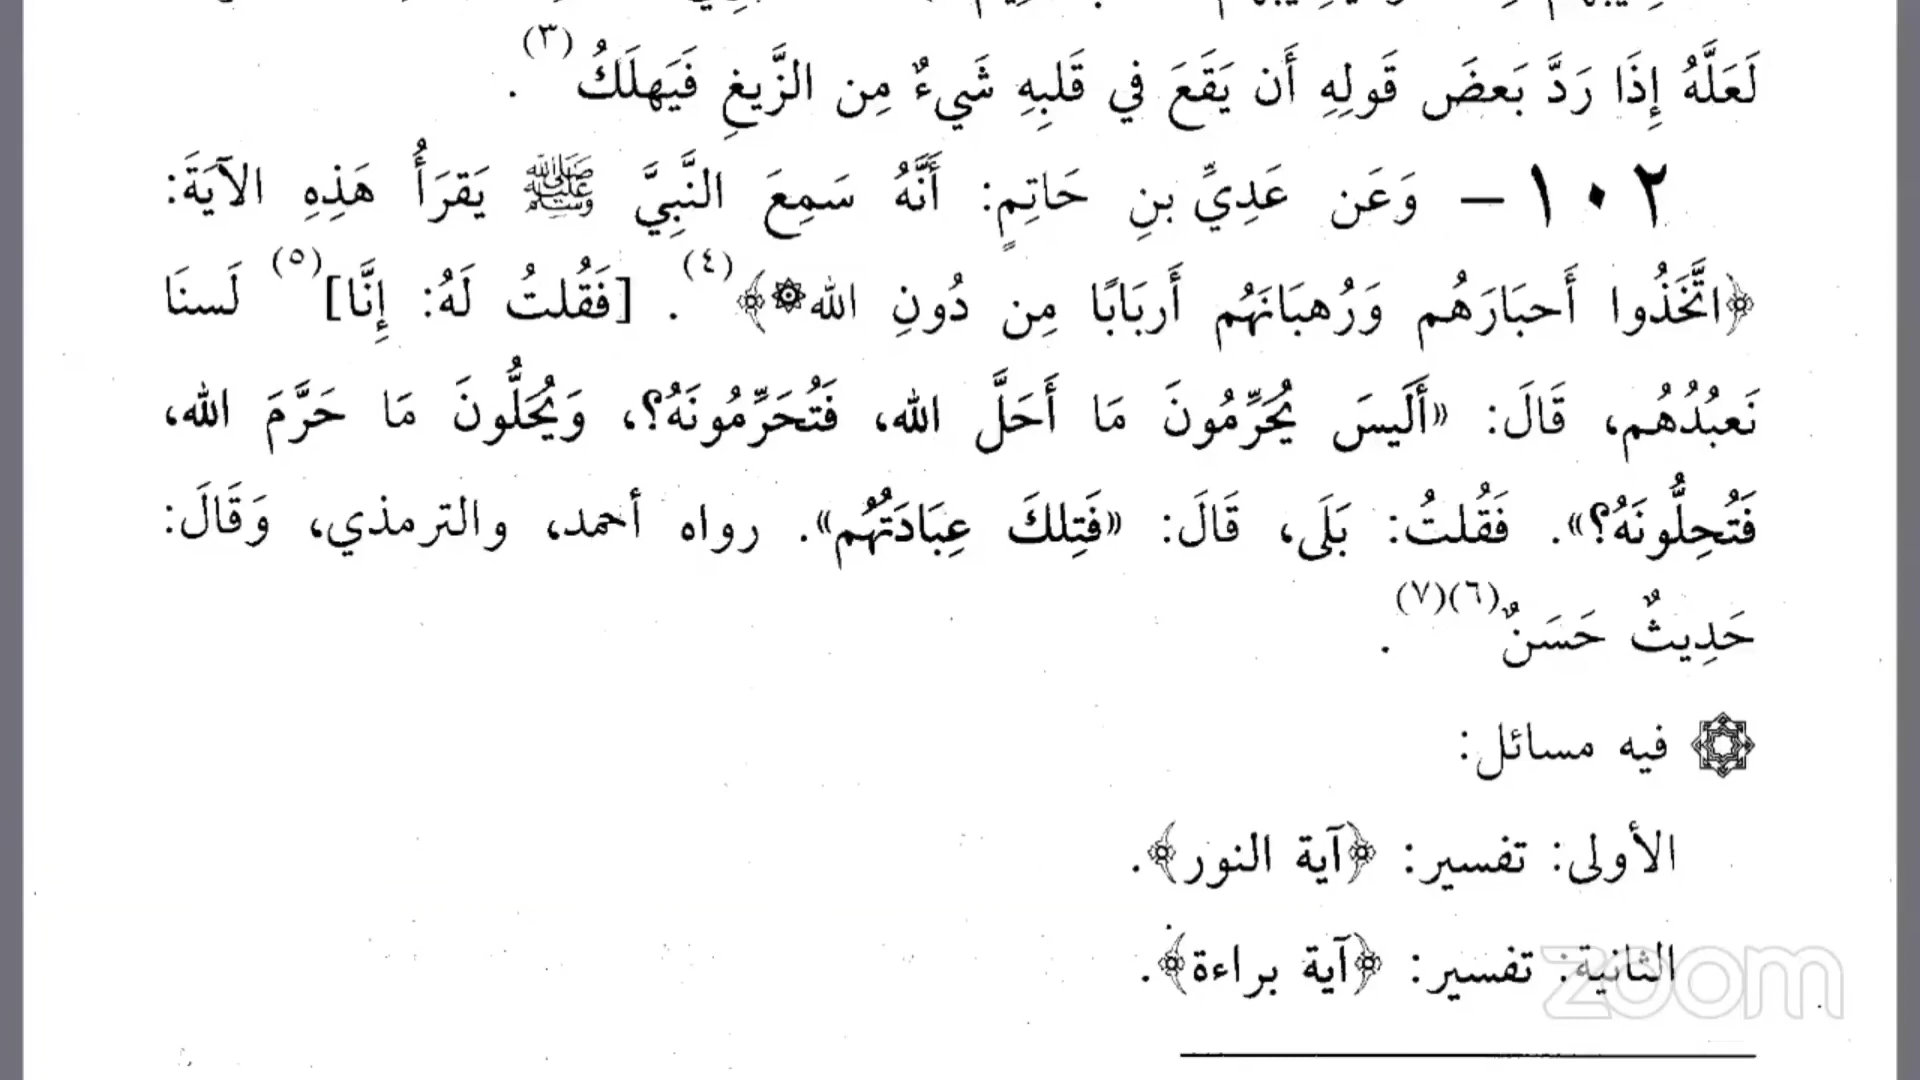 لَعَلَّهُ إِذَا رَدَّ بَعضَ قَولِهِ أَن يَقَعَ في قَلبِهِ شَيءٌ مِن الزَّيغِ فَيَهلَكُ(٣).
١٠٢ – وَعَن عَدِيِّ بنِ حَاتِمٍ: أَنَّهُ سَمِعَ النَّبِيَّ ﷺ يَقرَأُ هَذِهِ الآيَةَ:
﴿اتَّخَذُوا أَحبَارَهُم وَرُهبَانَهُم أَربَابًا مِن دُونِ الله۞﴾(٤). [فَقُلتُ لَهُ: إِنَّا](٥) لَسنَا
نَعبُدُهُم، قَالَ: «أَلَيسَ يُحَرِّمُونَ مَا أَحَلَّ الله، فَتُحَرِّمُونَهُ؟، وَيُحَلُّونَ مَا حَرَّمَ الله،
فَتُحِلُّونَهُ؟». فَقُلتُ: بَلَى، قَالَ: «فَتِلكَ عِبَادَتُهُم». رواه أحمد، والترمذي، وَقَالَ:
حَدِيثٌ حَسَنٌ(٦)(٧).
فيه مسائل:
الأولى: تفسير: ﴿آية النور﴾.
الثانية: تفسير: ﴿آية براءة﴾.
zoom